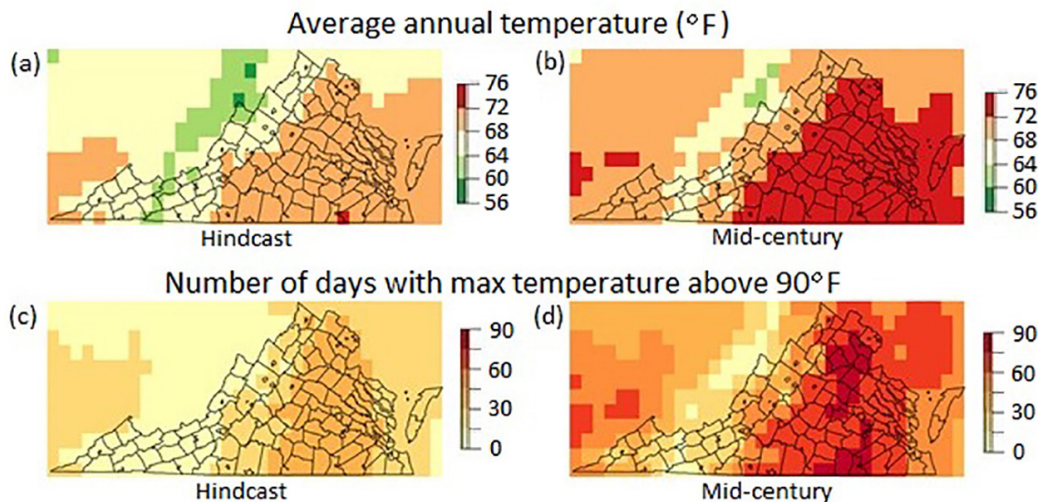 Average annual temperature (°F)
(a)
76
72
68
64
60
56
Hindcast
(b)
76
72
68
64
60
56
Mid-century
Number of days with max temperature above 90°F
(c)
90
60
30
0
Hindcast
(d)
90
60
30
0
Mid-century